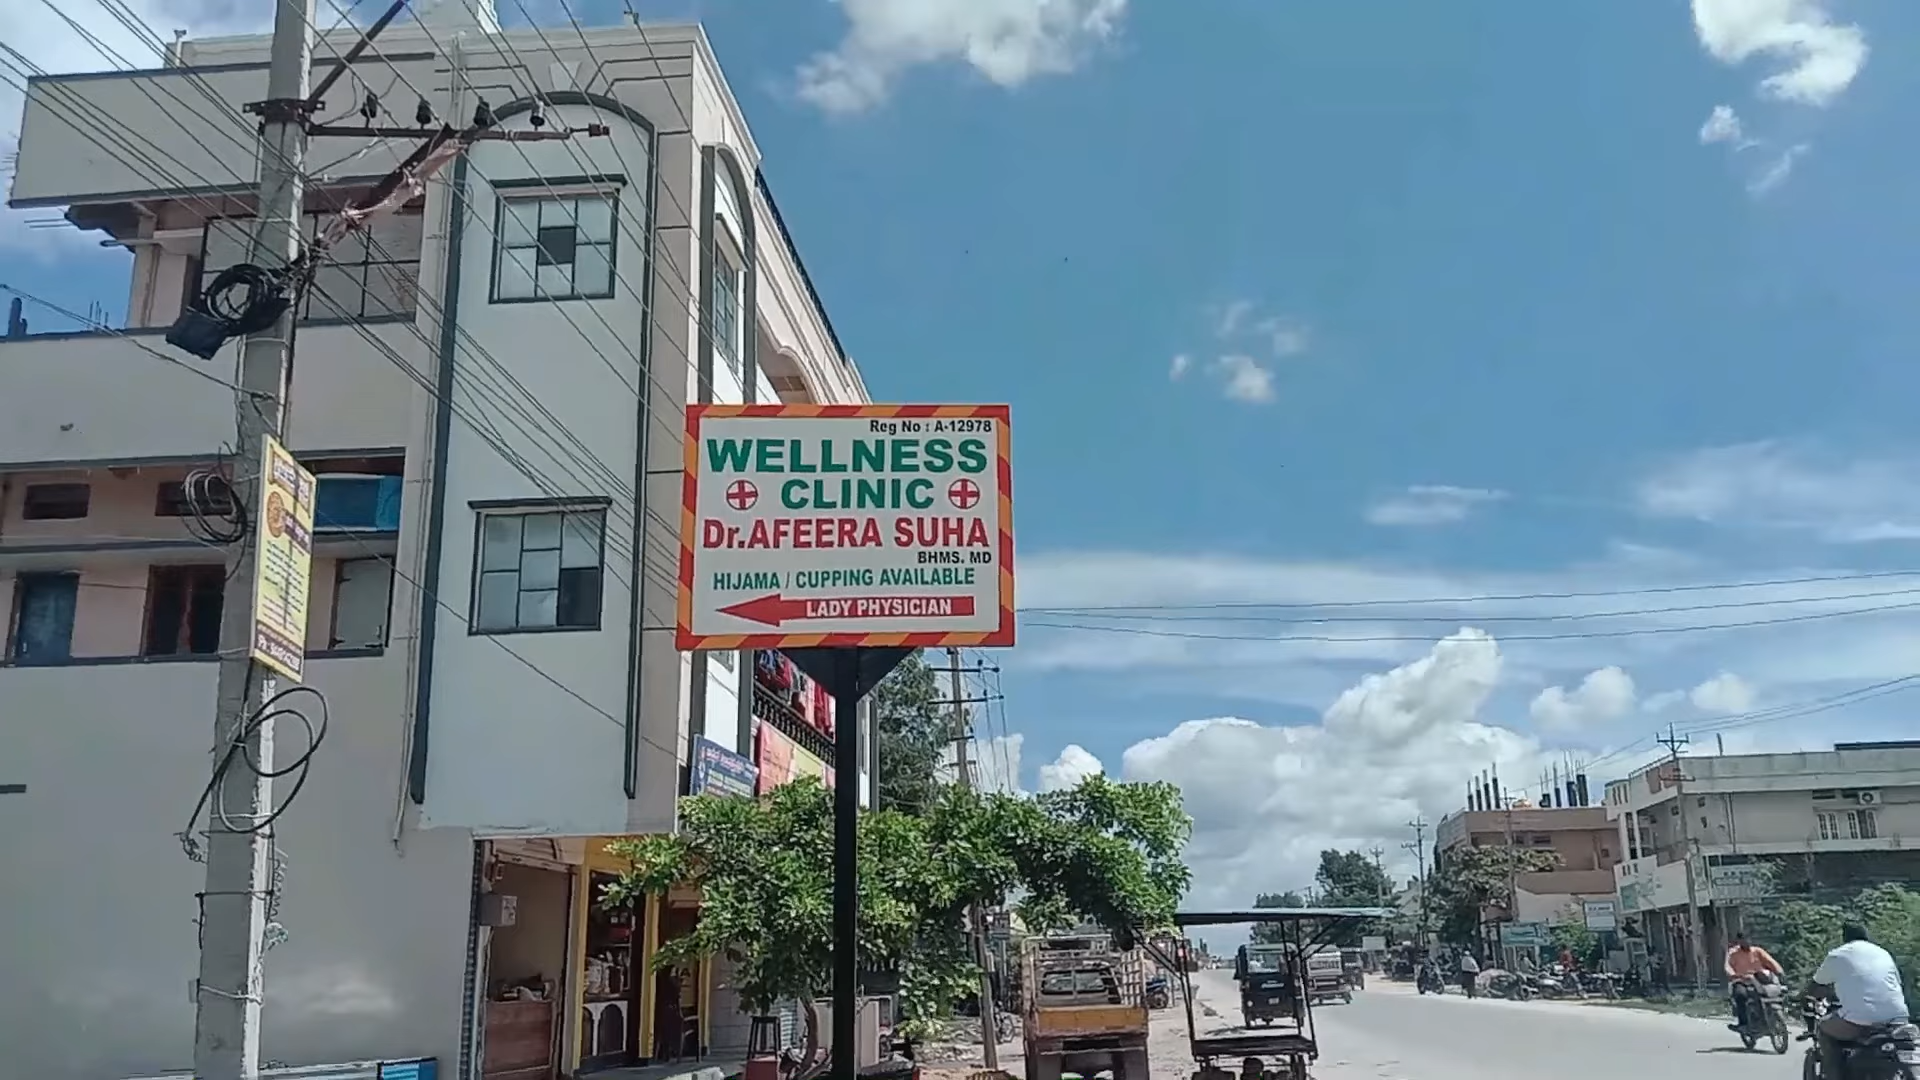 Reg No : A-12978
WELLNESS
CLINIC
Dr.AFEERA SUHA
BHMS. MD
HIJAMA / CUPPING AVAILABLE
LADY PHYSICIAN